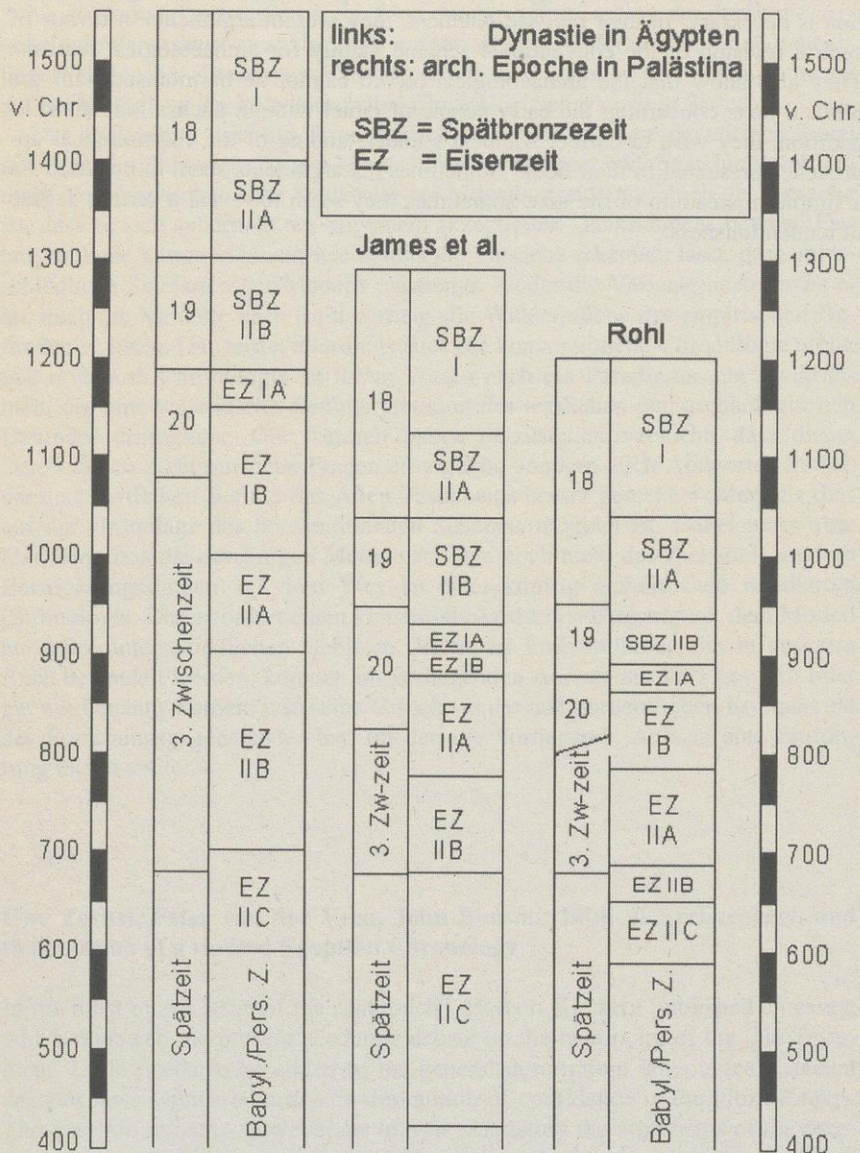 links: Dynastie in Ägypten
rechts: arch. Epoche in Palästina
SBZ = Spätbronzezeit
EZ = Eisenzeit
1500
v. Chr.
1400
1300
1200
1100
1000
900
800
700
600
500
400
18
19
20
3. Zwischenzeit
Spätzeit
SBZ
I
SBZ
IIA
SBZ
IIB
EZ IA
EZ
IB
EZ
IIA
EZ
IIB
EZ
IIC
Babyl./Pers. Z.
James et al.
18
19
20
3. Zw-zeit
Spätzeit
SBZ
I
SBZ
IIA
SBZ
IIB
EZ IA
EZ IB
EZ
IIA
EZ
IIB
EZ
IIC
Rohl
18
19
20
3. Zw-zeit
Spätzeit
SBZ
I
SBZ
IIA
SBZ IIB
EZ IA
EZ
IB
EZ
IIA
EZ IIB
EZ IIC
Babyl./Pers. Z.
1500
v. Chr.
1400
1300
1200
1100
1000
900
800
700
600
500
400